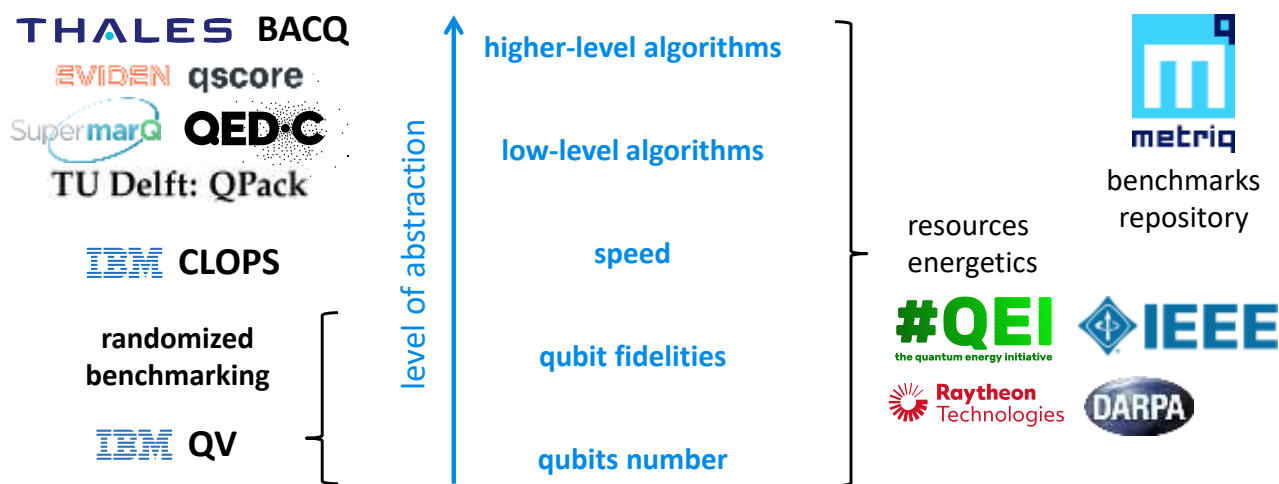 THALES BACQ
EVIDEN qscore
SupermarQ QED·C
TU Delft: QPack
IBM CLOPS
randomized
benchmarking
IBM QV
level of abstraction
higher-level algorithms
low-level algorithms
speed
qubit fidelities
qubits number
q
m
metriq
benchmarks
repository
resources
energetics
#QEI
the quantum energy initiative
IEEE
Raytheon
Technologies
DARPA